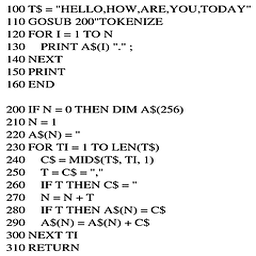 100 T$ = "HELLO,HOW,ARE,YOU,TODAY"
110 GOSUB 200"TOKENIZE
120 FOR I = 1 TO N
130 PRINT A$(I) "." ;
140 NEXT
150 PRINT
160 END
200 IF N = 0 THEN DIM A$(256)
210 N = 1
220 A$(N) = "
230 FOR TI = 1 TO LEN(T$)
240 C$ = MID$(T$, TI, 1)
250 T = C$ = ","
260 IF T THEN C$ = "
270 N = N + T
280 IF T THEN A$(N) = C$
290 A$(N) = A$(N) + C$
300 NEXT TI
310 RETURN